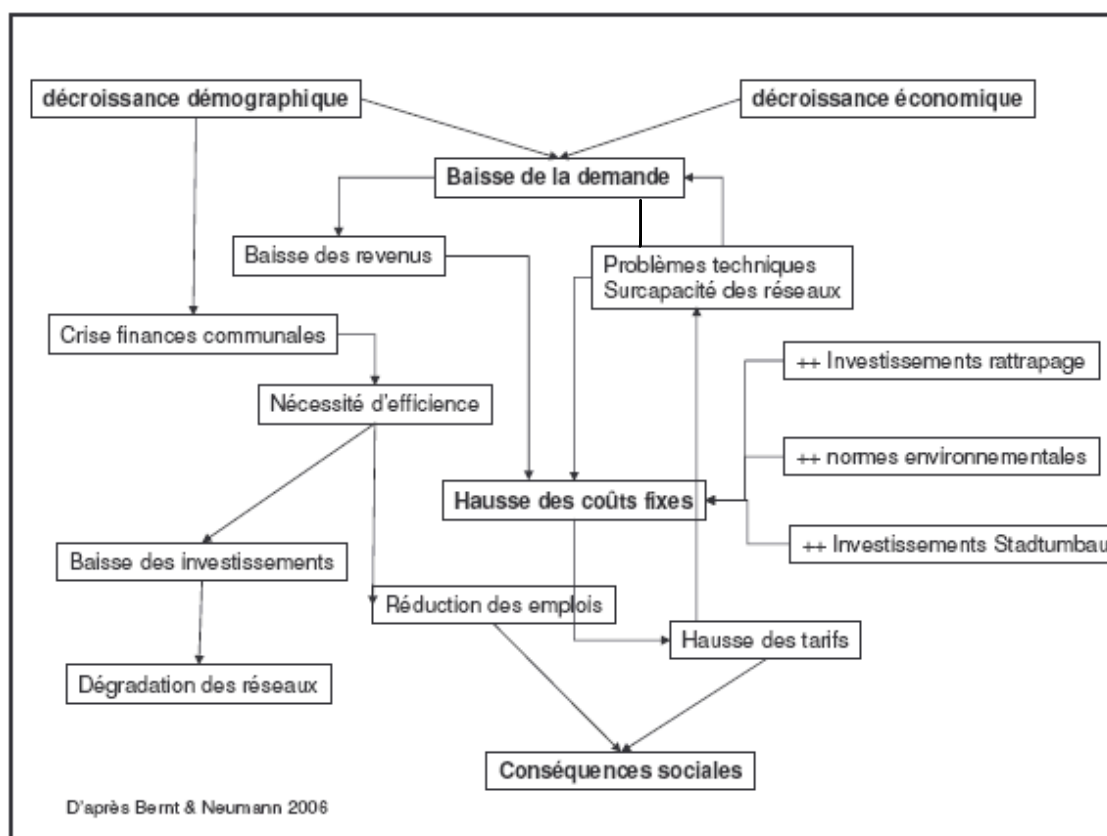 décroissance démographique
décroissance économique
Baisse de la demande
Baisse des revenus
Problèmes techniques
Surcapacité des réseaux
Crise finances communales
++ Investissements rattrapage
Nécessité d'efficience
++ normes environnementales
Hausse des coûts fixes
++ Investissements Stadtumbau
Baisse des investissements
Réduction des emplois
Hausse des tarifs
Dégradation des réseaux
Conséquences sociales
D'après Bernt & Neumann 2006